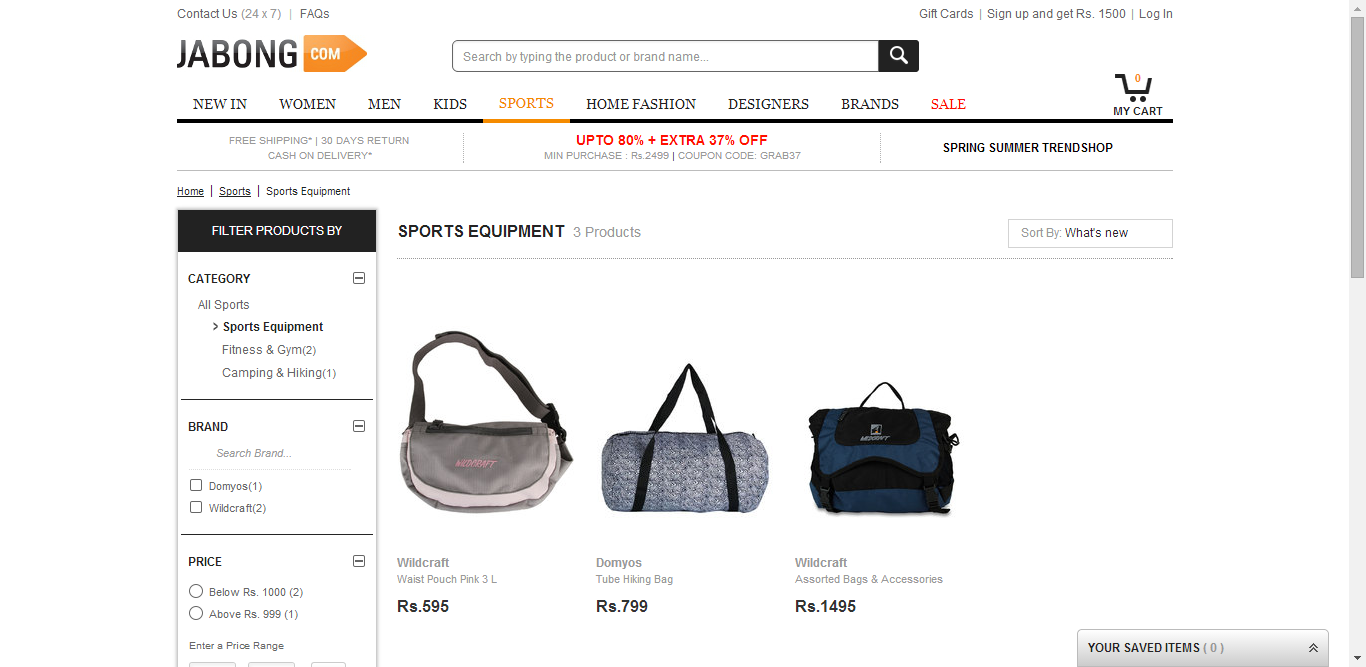 Contact Us (24 x 7) | FAQs
Gift Cards | Sign up and get Rs. 1500 | Log In
JABONG COM
Search by typing the product or brand name...
0
MY CART
NEW IN WOMEN MEN KIDS SPORTS HOME FASHION DESIGNERS BRANDS SALE
FREE SHIPPING* | 30 DAYS RETURN
CASH ON DELIVERY*
UPTO 80% + EXTRA 37% OFF
MIN PURCHASE : Rs.2499 | COUPON CODE: GRAB37
SPRING SUMMER TRENDSHOP
Home | Sports | Sports Equipment
FILTER PRODUCTS BY
CATEGORY
All Sports
> Sports Equipment
Fitness & Gym(2)
Camping & Hiking(1)
BRAND
Search Brand...
Domyos(1)
Wildcraft(2)
PRICE
Below Rs. 1000 (2)
Above Rs. 999 (1)
Enter a Price Range
SPORTS EQUIPMENT 3 Products
Sort By: What's new
WILDCRAFT
WILDCRAFT
Wildcraft
Waist Pouch Pink 3 L
Rs.595
Domyos
Tube Hiking Bag
Rs.799
Wildcraft
Assorted Bags & Accessories
Rs.1495
YOUR SAVED ITEMS ( 0 )